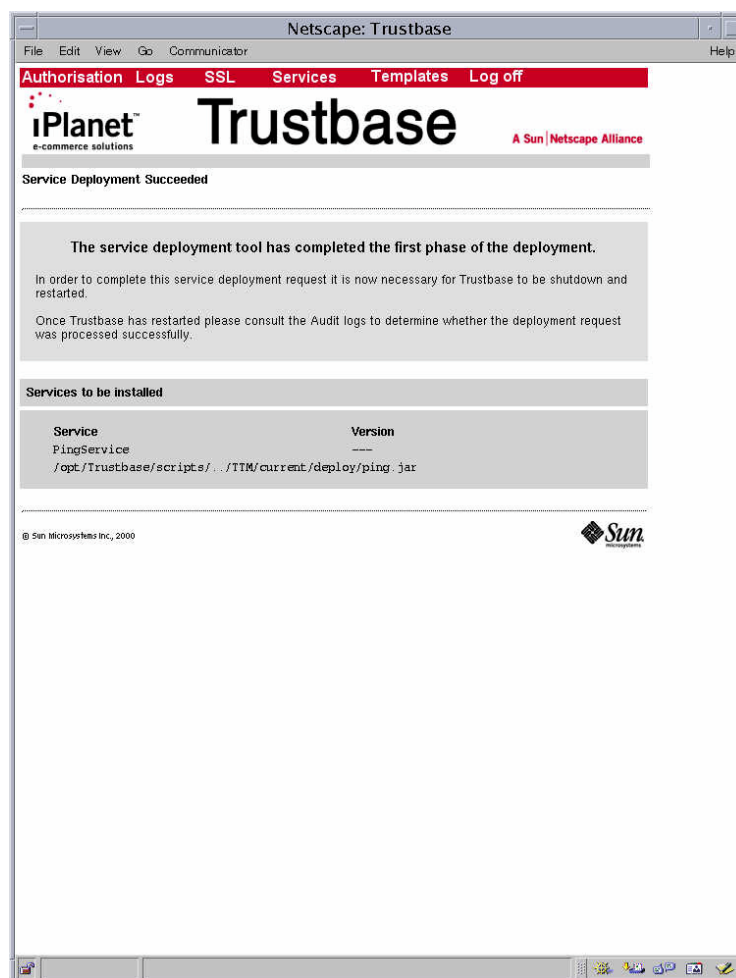 Netscape: Trustbase
File Edit View Go Communicator Help
Authorisation Logs SSL Services Templates Log off
iPlanet™
e-commerce solutions
Trustbase
A Sun|Netscape Alliance
Service Deployment Succeeded
The service deployment tool has completed the first phase of the deployment.
In order to complete this service deployment request it is now necessary for Trustbase to be shutdown and
restarted.
Once Trustbase has restarted please consult the Audit logs to determine whether the deployment request
was processed successfully.
Services to be installed
Service Version
PingService ---
/opt/Trustbase/scripts/../TTM/current/deploy/ping.jar
© Sun Microsystems Inc., 2000
Sun
microsystems